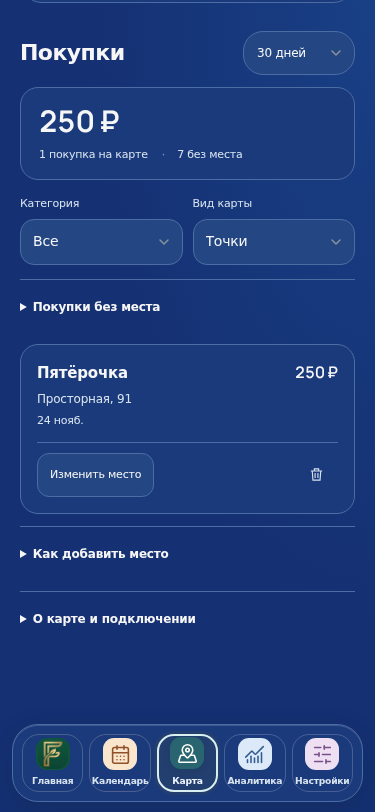 Покупки
30 дней
250 ₽
1 покупка на карте · 7 без места
Категория
Вид карты
Все
Точки
Покупки без места
Пятёрочка
250 ₽
Просторная, 91
24 нояб.
Изменить место
Как добавить место
О карте и подключении
Главная
Календарь
Карта
Аналитика
Настройки